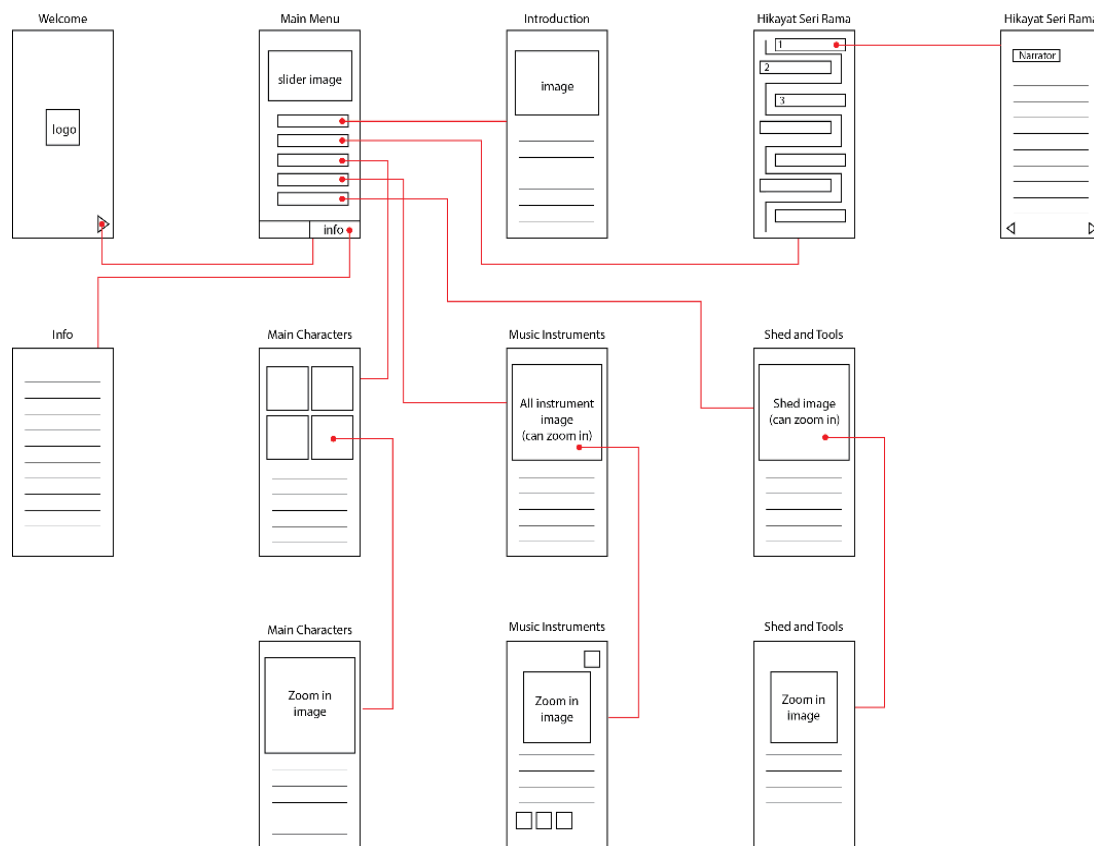 Welcome
Main Menu
Introduction
Hikayat Seri Rama
Hikayat Seri Rama
logo
slider image
info
image
1
2
3
Narrator
Info
Main Characters
Music Instruments
Shed and Tools
All instrument
image
(can zoom in)
Shed image
(can zoom in)
Main Characters
Music Instruments
Shed and Tools
Zoom in
image
Zoom in
image
Zoom in
image